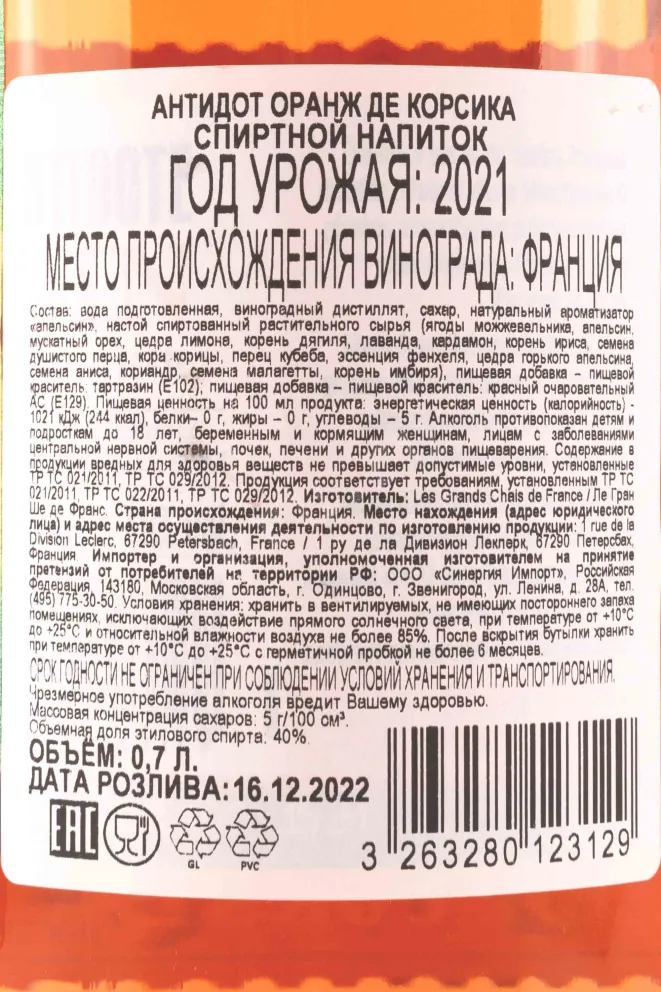 АНТИДОТ ОРАНЖ ДЕ КОРСИКА
СПИРТНОЙ НАПИТОК
ГОД УРОЖАЯ: 2021
МЕСТО ПРОИСХОЖДЕНИЯ ВИНОГРАДА: ФРАНЦИЯ
Состав: вода подготовленная, виноградный дистиллят, сахар, натуральный ароматизатор
«апельсин», настой спиртованный растительного сырья (ягоды можжевельника, апельсин,
мускатный орех, цедра лимона, корень дягиля, лаванда, кардамон, корень ириса, семена
душистого перца, кора корицы, перец кубеба, эссенция фенхеля, цедра горького апельсина,
семена аниса, кориандр, семена малагетты, корень имбиря), пищевая добавка – пищевой
краситель: тартразин (Е102); пищевая добавка – пищевой краситель: красный очаровательный
АС (Е129). Пищевая ценность на 100 мл продукта: энергетическая ценность (калорийность) -
1021 кДж (244 ккал), белки– 0 г, жиры – 0 г, углеводы – 5 г. Алкоголь противопоказан детям и
подросткам до 18 лет, беременным и кормящим женщинам, лицам с заболеваниями
центральной нервной системы, почек, печени и других органов пищеварения. Содержание в
продукции вредных для здоровья веществ не превышает допустимые уровни, установленные
ТР ТС 021/2011, ТР ТС 029/2012. Продукция соответствует требованиям, установленным ТР ТС
021/2011, ТР ТС 022/2011, ТР ТС 029/2012. Изготовитель: Les Grands Chais de France / Ле Гран
Ше де Франс. Страна происхождения: Франция. Место нахождения (адрес юридического
лица) и адрес места осуществления деятельности по изготовлению продукции: 1 rue de la
Division Leclerc, 67290 Petersbach, France / 1 ру де ла Дивизион Леклерк, 67290 Петерсбах,
Франция. Импортер и организация, уполномоченная изготовителем на принятие
претензий от потребителей на территории РФ: ООО «Синергия Импорт», Российская
Федерация, 143180, Московская область, г. Одинцово, г. Звенигород, ул. Ленина, д. 28А, тел.
(495) 775-30-50. Условия хранения: хранить в вентилируемых, не имеющих постороннего запаха
помещениях, исключающих воздействие прямого солнечного света, при температуре от +10°С
до +25°С и относительной влажности воздуха не более 85%. После вскрытия бутылки хранить
при температуре от +10°С до +25°С с герметичной пробкой не более 6 месяцев.
СРОК ГОДНОСТИ НЕ ОГРАНИЧЕН ПРИ СОБЛЮДЕНИИ УСЛОВИЙ ХРАНЕНИЯ И ТРАНСПОРТИРОВАНИЯ.
Чрезмерное употребление алкоголя вредит Вашему здоровью.
Массовая концентрация сахаров: 5 г/100 см³.
Объемная доля этилового спирта: 40%.
ОБЪЕМ: 0,7 Л.
ДАТА РОЗЛИВА: 16.12.2022
EAC
GL
PVC
3 263280 123129